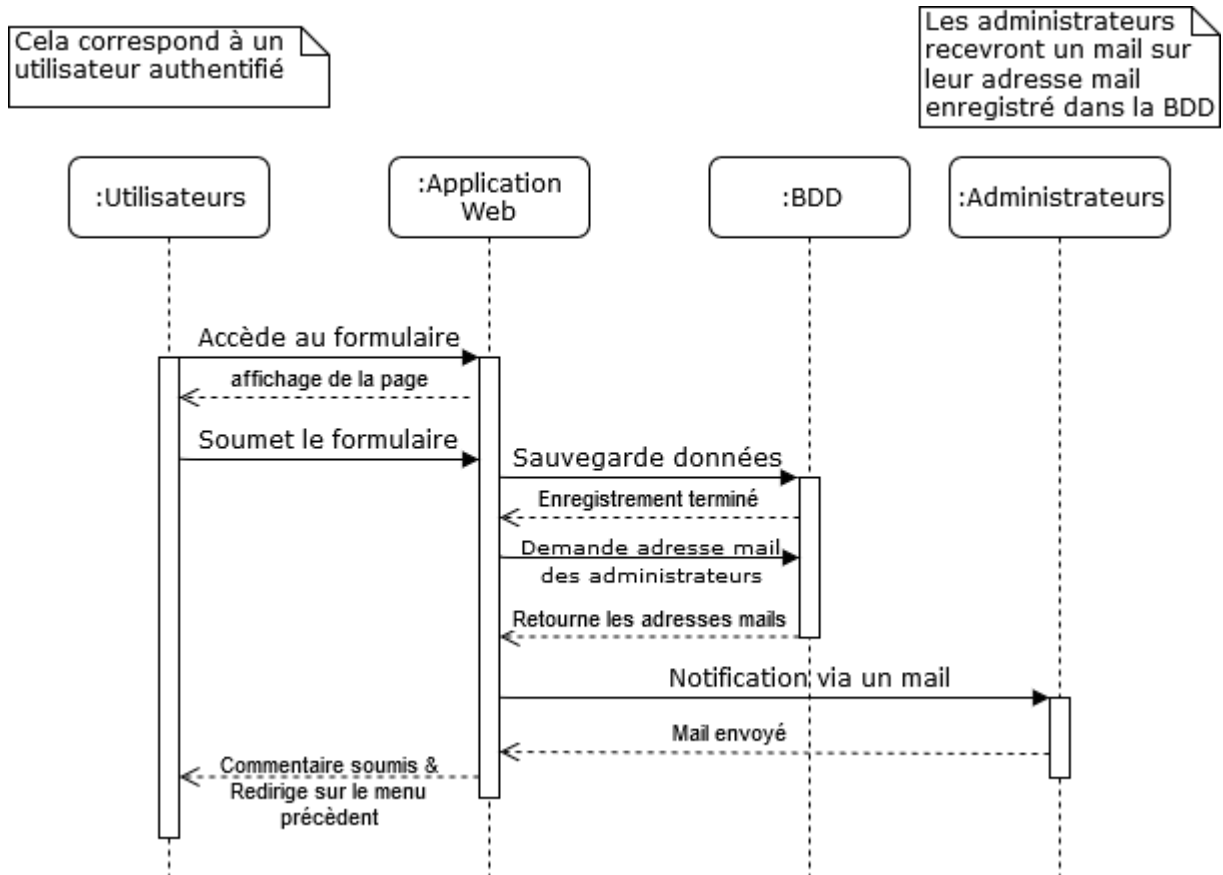 Cela correspond à un
utilisateur authentifié
Les administrateurs
recevront un mail sur
leur adresse mail
enregistré dans la BDD
:Utilisateurs
:Application
Web
:BDD
:Administrateurs
Accède au formulaire
affichage de la page
Soumet le formulaire
Sauvegarde données
Enregistrement terminé
Demande adresse mail
des administrateurs
Retourne les adresses mails
Notification via un mail
Mail envoyé
Commentaire soumis &
Redirige sur le menu
précèdent